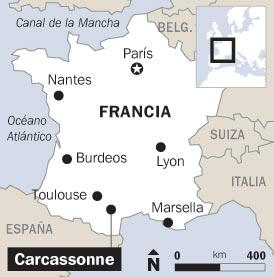 Canal de la Mancha
BELG.
París
Nantes
FRANCIA
Océano
Atlántico
SUIZA
Burdeos
Lyon
ITALIA
Toulouse
Marsella
ESPAÑA
Carcassonne
N
0 km 400